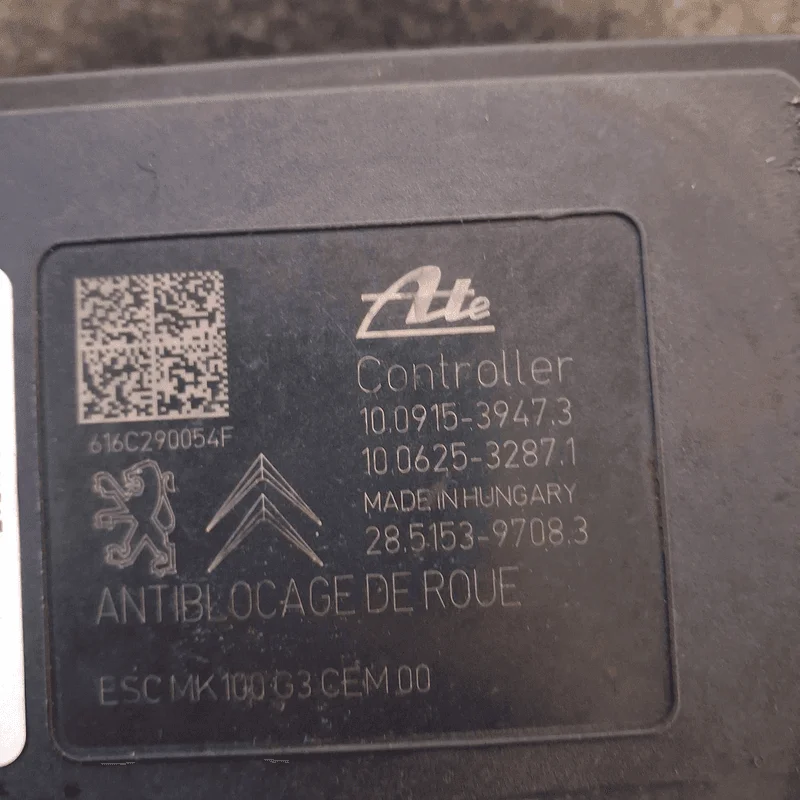 Ate
Controller
10.0915-3947.3
10.0625-3287.1
MADE IN HUNGARY
28.5153-9708.3
616C290054F
ANTIBLOCAGE DE ROUE
ESC MK100 G3 CEM 00